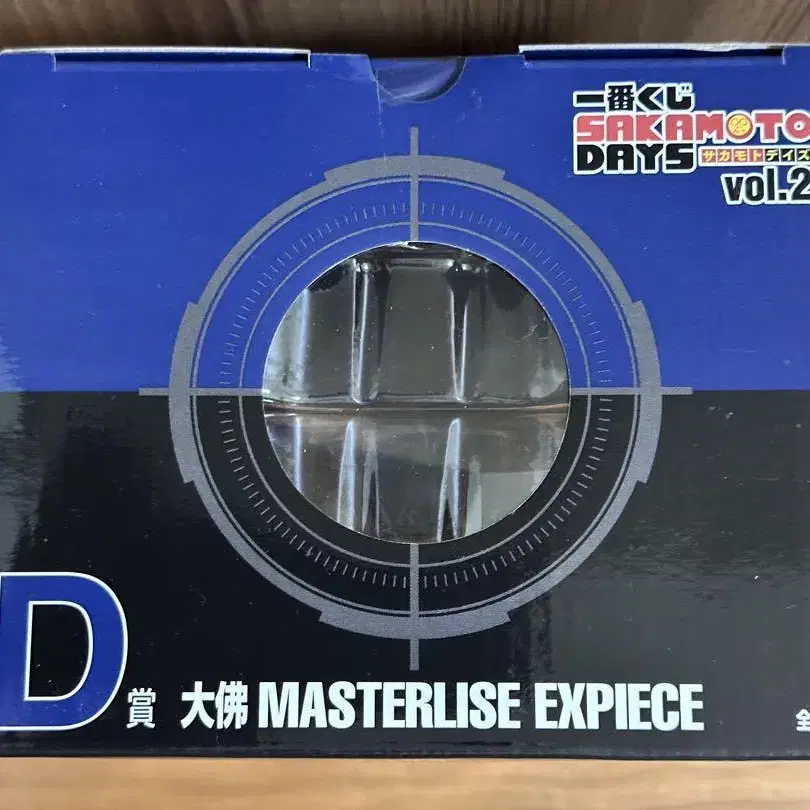 一番くじ
SAKAMOTO
DAYS サカモトデイズ
vol.2
D賞 大佛 MASTERLISE EXPIECE
全